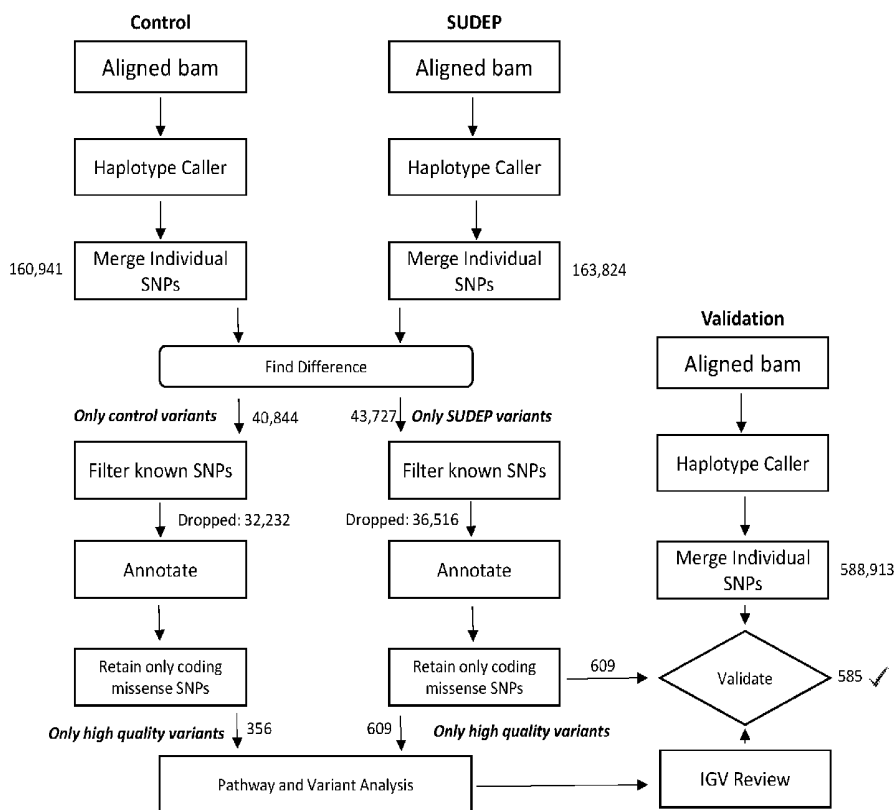 Control
SUDEP
Aligned bam
Aligned bam
Haplotype Caller
Haplotype Caller
160,941
Merge Individual
SNPs
Merge Individual
SNPs
163,824
Find Difference
Only control variants
40,844
43,727
Only SUDEP variants
Filter known SNPs
Filter known SNPs
Dropped: 32,232
Dropped: 36,516
Annotate
Annotate
Retain only coding
missense SNPs
Retain only coding
missense SNPs
609
Only high quality variants
356
609
Only high quality variants
Pathway and Variant Analysis
Validation
Aligned bam
Haplotype Caller
Merge Individual
SNPs
588,913
Validate
585 ✓
IGV Review